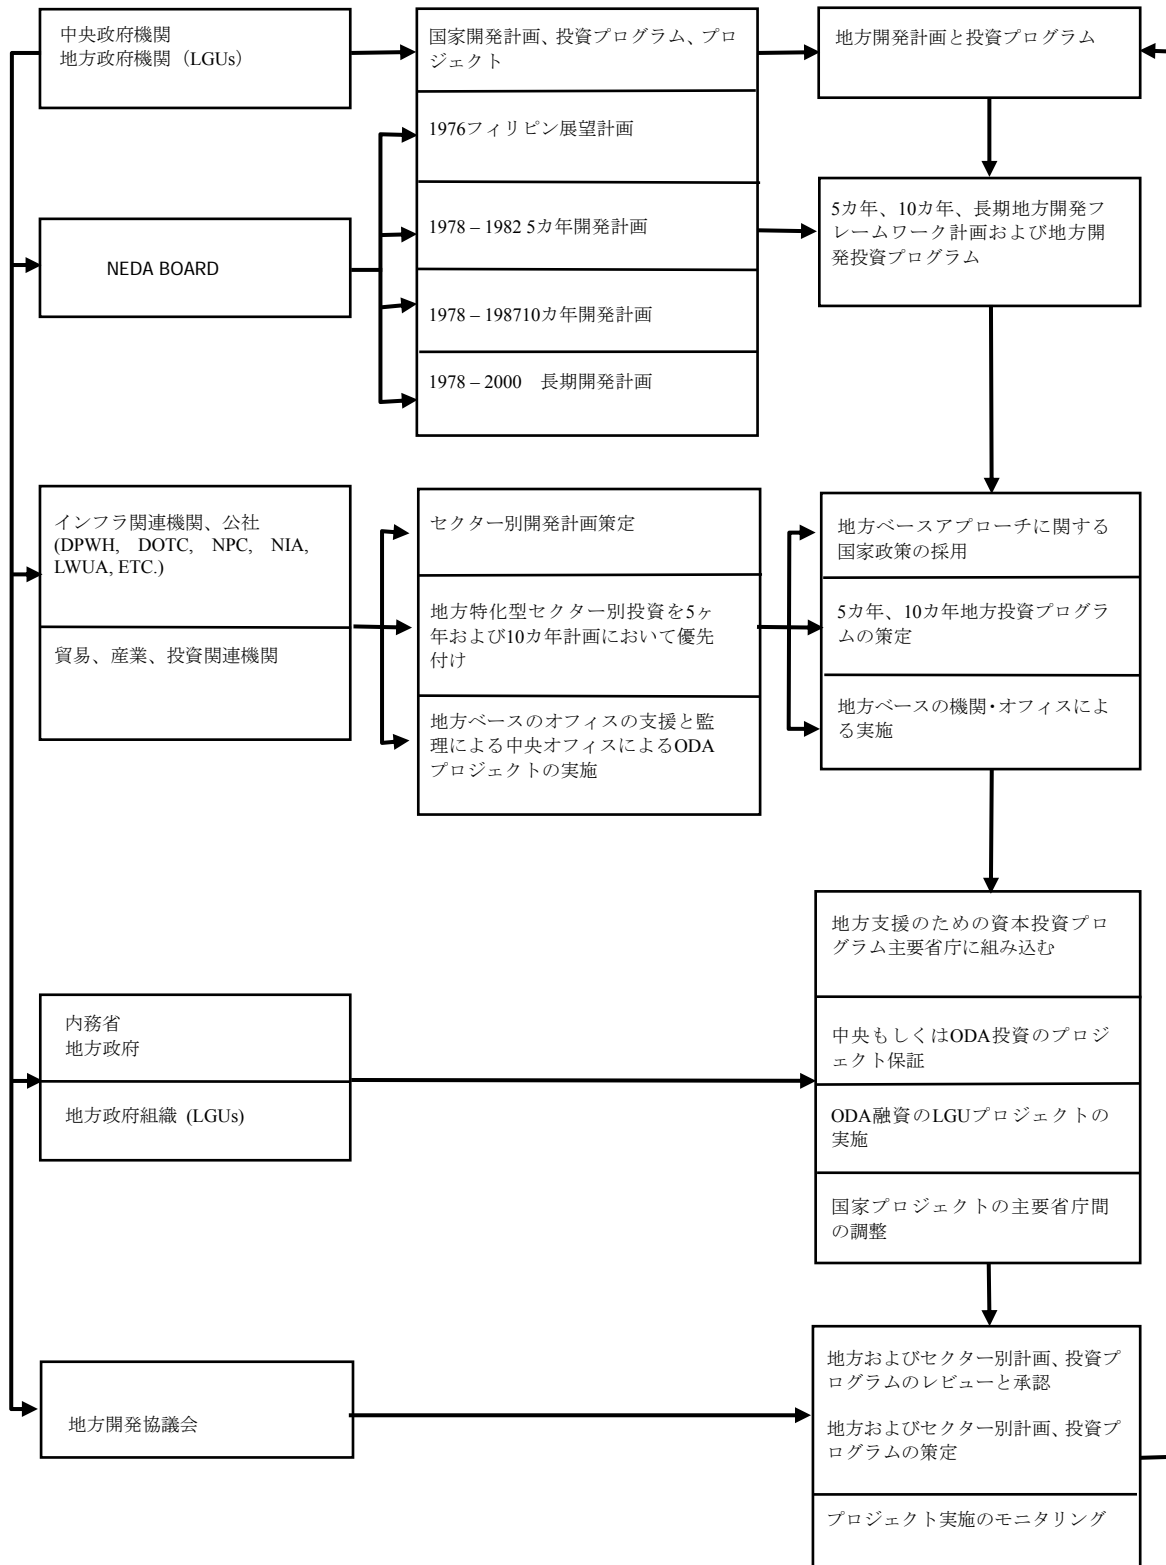 中央政府機関
地方政府機関（LGUs）
国家開発計画、投資プログラム、プロ
ジェクト
地方開発計画と投資プログラム
1976フィリピン展望計画
1978 – 1982 5カ年開発計画
1978 – 198710カ年開発計画
1978 – 2000　長期開発計画
NEDA BOARD
5カ年、10カ年、長期地方開発フ
レームワーク計画および地方開
発投資プログラム
インフラ関連機関、公社
(DPWH, DOTC, NPC, NIA,
LWUA, ETC.)
貿易、産業、投資関連機関
セクター別開発計画策定
地方特化型セクター別投資を5ヶ
年および10カ年計画において優先
付け
地方ベースのオフィスの支援と監
理による中央オフィスによるODA
プロジェクトの実施
地方ベースアプローチに関する
国家政策の採用
5カ年、10カ年地方投資プログラ
ムの策定
地方ベースの機関・オフィスによ
る実施
地方支援のための資本投資プロ
グラム主要省庁に組み込む
中央もしくはODA投資のプロジ
ェクト保証
ODA融資のLGUプロジェクトの
実施
国家プロジェクトの主要省庁間
の調整
内務省
地方政府
地方政府組織 (LGUs)
地方開発協議会
地方およびセクター別計画、投資プ
ログラムのレビューと承認
地方およびセクター別計画、投資プ
ログラムの策定
プロジェクト実施のモニタリング